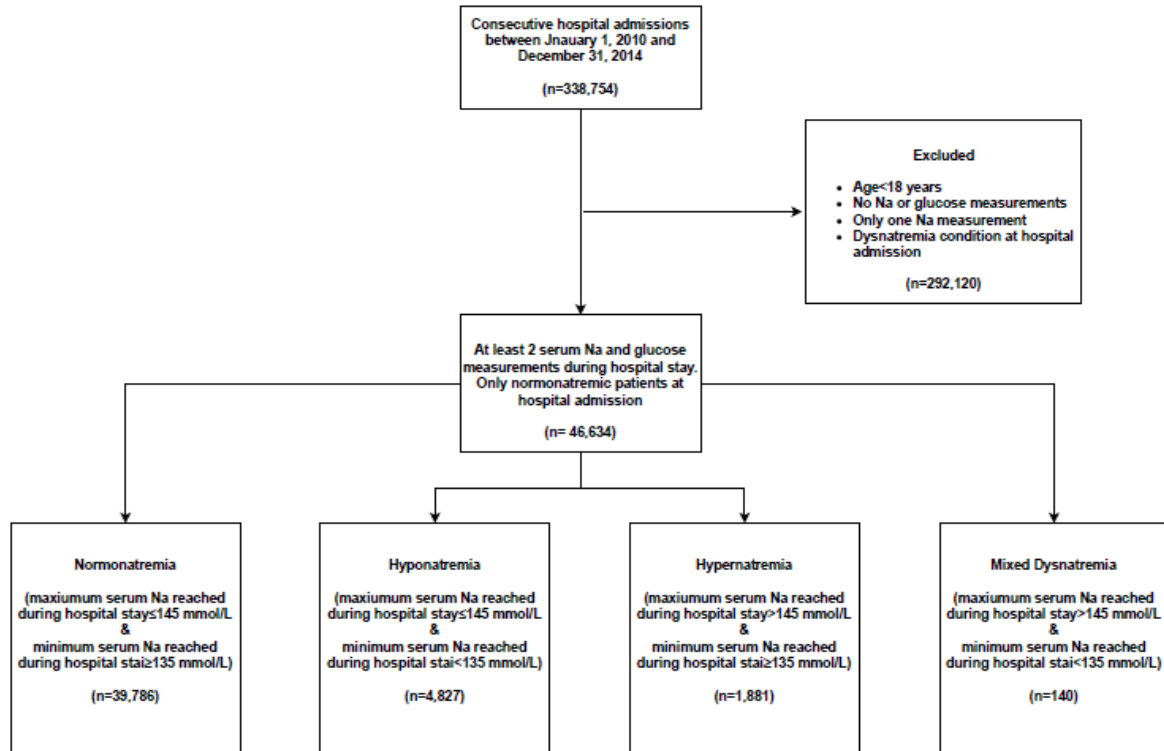 Consecutive hospital admissions
between Jnauary 1, 2010 and
December 31, 2014
(n=338,754)
Excluded
• Age<18 years
• No Na or glucose measurements
• Only one Na measurement
• Dysnatremia condition at hospital
admission
(n=292,120)
At least 2 serum Na and glucose
measurements during hospital stay.
Only normonatremic patients at
hospital admission
(n= 46,634)
Normonatremia
(maxiumum serum Na reached
during hospital stay≤145 mmol/L
&
minimum serum Na reached
during hospital stai≥135 mmol/L)
(n=39,786)
Hyponatremia
(maxiumum serum Na reached
during hospital stay≤145 mmol/L
&
minimum serum Na reached
during hospital stai<135 mmol/L)
(n=4,827)
Hypernatremia
(maxiumum serum Na reached
during hospital stay>145 mmol/L
&
minimum serum Na reached
during hospital stai≥135 mmol/L)
(n=1,881)
Mixed Dysnatremia
(maxiumum serum Na reached
during hospital stay>145 mmol/L
&
minimum serum Na reached
during hospital stai<135 mmol/L)
(n=140)